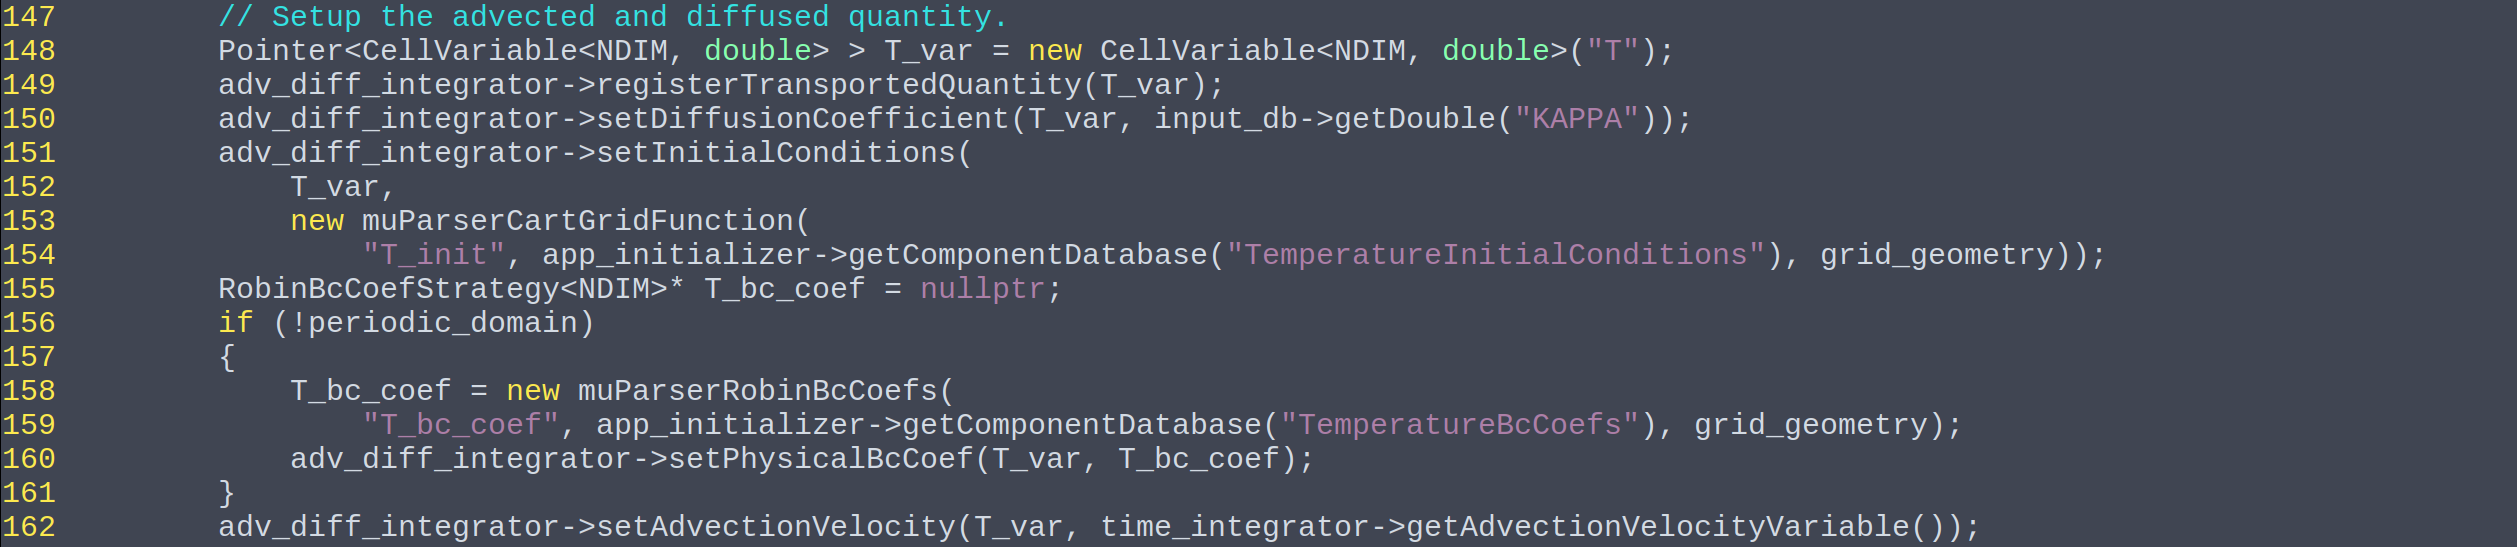 147         // Setup the advected and diffused quantity.
148         Pointer<CellVariable<NDIM, double> > T_var = new CellVariable<NDIM, double>("T");
149         adv_diff_integrator->registerTransportedQuantity(T_var);
150         adv_diff_integrator->setDiffusionCoefficient(T_var, input_db->getDouble("KAPPA"));
151         adv_diff_integrator->setInitialConditions(
152             T_var,
153             new muParserCartGridFunction(
154                 "T_init", app_initializer->getComponentDatabase("TemperatureInitialConditions"), grid_geometry));
155         RobinBcCoefStrategy<NDIM>* T_bc_coef = nullptr;
156         if (!periodic_domain)
157         {
158             T_bc_coef = new muParserRobinBcCoefs(
159                 "T_bc_coef", app_initializer->getComponentDatabase("TemperatureBcCoefs"), grid_geometry);
160             adv_diff_integrator->setPhysicalBcCoef(T_var, T_bc_coef);
161         }
162         adv_diff_integrator->setAdvectionVelocity(T_var, time_integrator->getAdvectionVelocityVariable());